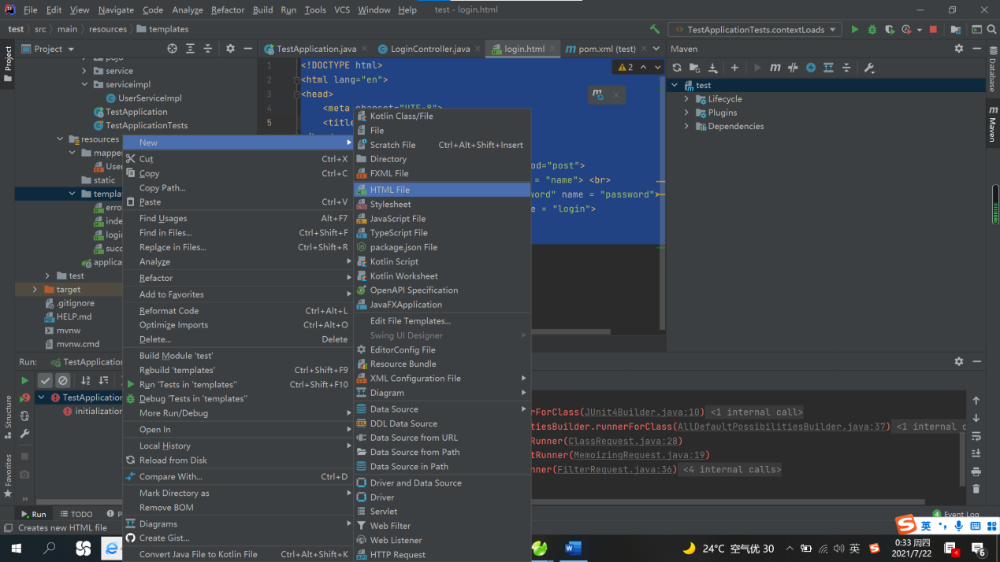 File Edit View Navigate Code Analyze Refactor Build Run Tools VCS Window Help test - login.html
test src main resources templates TestApplicationTests.contextLoads
Project TestApplication.java LoginController.java login.html pom.xml (test) Maven
Project
pojo
service
serviceimpl
UserServiceImpl
TestApplication
TestApplicationTests
resources
mappe
User
static
templa
erro
inde
logi
succ
applica
test
target
.gitignore
HELP.md
mvnw
mvnw.cmd
1 <!DOCTYPE html>
2 <html lang="en">
3 <head>
4 <meta charset="UTF-8">
5 <title
od="post">
= "name"> <br>
word" name = "password">
e = "login">
2
m
test
Lifecycle
Plugins
Dependencies
Database
Maven
New
Cut Ctrl+X
Copy Ctrl+C
Copy Path...
Paste Ctrl+V
Find Usages Alt+F7
Find in Files... Ctrl+Shift+F
Replace in Files... Ctrl+Shift+R
Analyze
Refactor
Add to Favorites
Reformat Code Ctrl+Alt+L
Optimize Imports Ctrl+Alt+O
Delete... Delete
Build Module 'test'
Rebuild 'templates' Ctrl+Shift+F9
Run 'Tests in 'templates'' Ctrl+Shift+F10
Debug 'Tests in 'templates''
More Run/Debug
Open In
Local History
Reload from Disk
Compare With... Ctrl+D
Mark Directory as
Remove BOM
Diagrams
Create Gist...
Convert Java File to Kotlin File Ctrl+Alt+Shift+K
Kotlin Class/File
File
Scratch File Ctrl+Alt+Shift+Insert
Directory
FXML File
HTML File
Stylesheet
JavaScript File
TypeScript File
package.json File
Kotlin Script
Kotlin Worksheet
OpenAPI Specification
JavaFXApplication
Edit File Templates...
Swing UI Designer
EditorConfig File
Resource Bundle
XML Configuration File
Diagram
Data Source
DDL Data Source
Data Source from URL
Data Source from Path
Data Source in Path
Driver and Data Source
Driver
Servlet
Web Filter
Web Listener
HTTP Request
Run: TestApplication
TestApplication
initialization
Structure
Favorites
rForClass(JUnit4Builder.java:10) <1 internal call>
tiesBuilder.runnerForClass(AllDefaultPossibilitiesBuilder.java:37) <1 internal c
Runner(ClassRequest.java:28)
tRunner(MemoizingRequest.java:19)
nner(FilterRequest.java:36) <4 internal calls>
Run TODO P
4 Event Log
Creates new HTML file
英
24°C 空气优 30 英
0:33 周四
2021/7/22
4
6